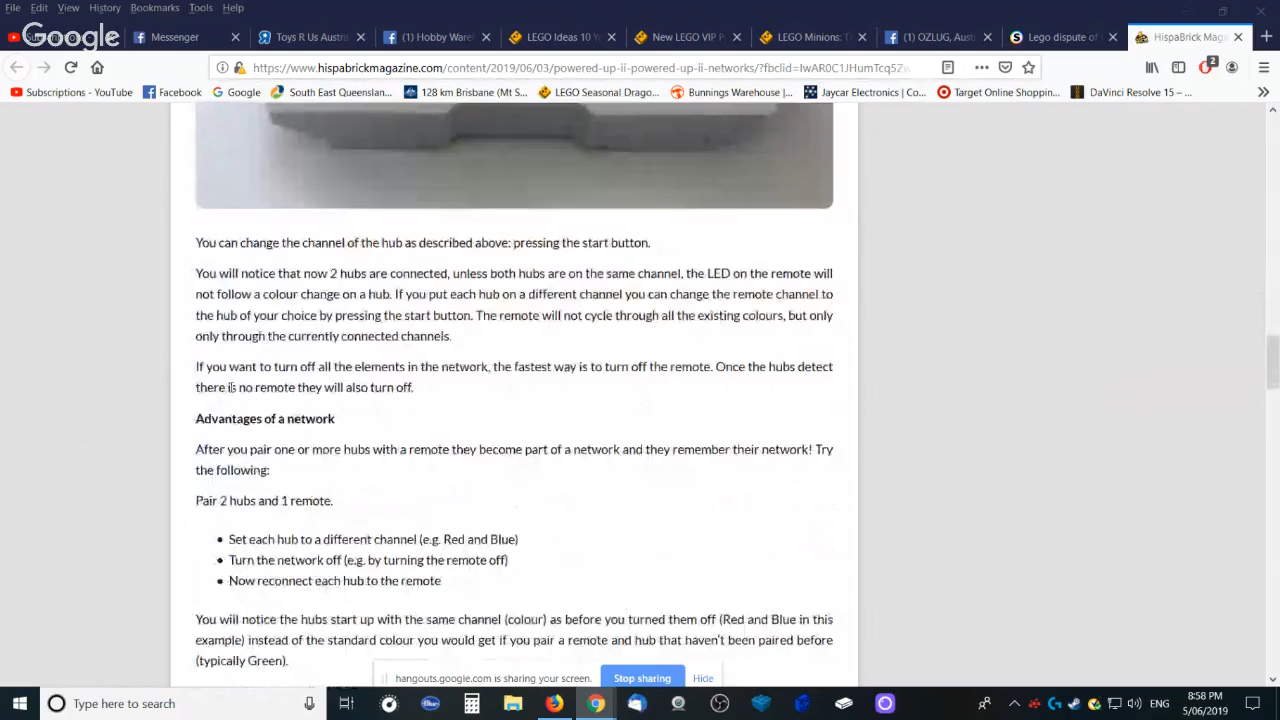 File Edit View History Bookmarks Tools Help
Google
Messenger × Toys R Us Austra × (1) Hobby Ware × LEGO Ideas 10 Y × New LEGO VIP P × LEGO Minions: Th × (1) OZLUG, Aust × Lego dispute of × HispaBrick Maga ×
https://www.hispabrickmagazine.com/content/2019/06/03/powered-up-ii-powered-up-ii-networks/?fbclid=IwAR0C1JHumTcq5Z 2
Subscriptions - YouTube Facebook Google South East Queenslan... 128 km Brisbane (Mt S... LEGO Seasonal Drago... Bunnings Warehouse |... Jaycar Electronics | Co... Target Online Shoppin... DaVinci Resolve 15 –...
You can change the channel of the hub as described above: pressing the start button.
You will notice that now 2 hubs are connected, unless both hubs are on the same channel, the LED on the remote will
not follow a colour change on a hub. If you put each hub on a different channel you can change the remote channel to
the hub of your choice by pressing the start button. The remote will not cycle through all the existing colours, but only
only through the currently connected channels.
If you want to turn off all the elements in the network, the fastest way is to turn off the remote. Once the hubs detect
there is no remote they will also turn off.
Advantages of a network
After you pair one or more hubs with a remote they become part of a network and they remember their network! Try
the following:
Pair 2 hubs and 1 remote.
• Set each hub to a different channel (e.g. Red and Blue)
• Turn the network off (e.g. by turning the remote off)
• Now reconnect each hub to the remote
You will notice the hubs start up with the same channel (colour) as before you turned them off (Red and Blue in this
example) instead of the standard colour you would get if you pair a remote and hub that haven't been paired before
(typically Green).
hangouts.google.com is sharing your screen. Stop sharing Hide
Type here to search ENG 8:58 PM
5/06/2019